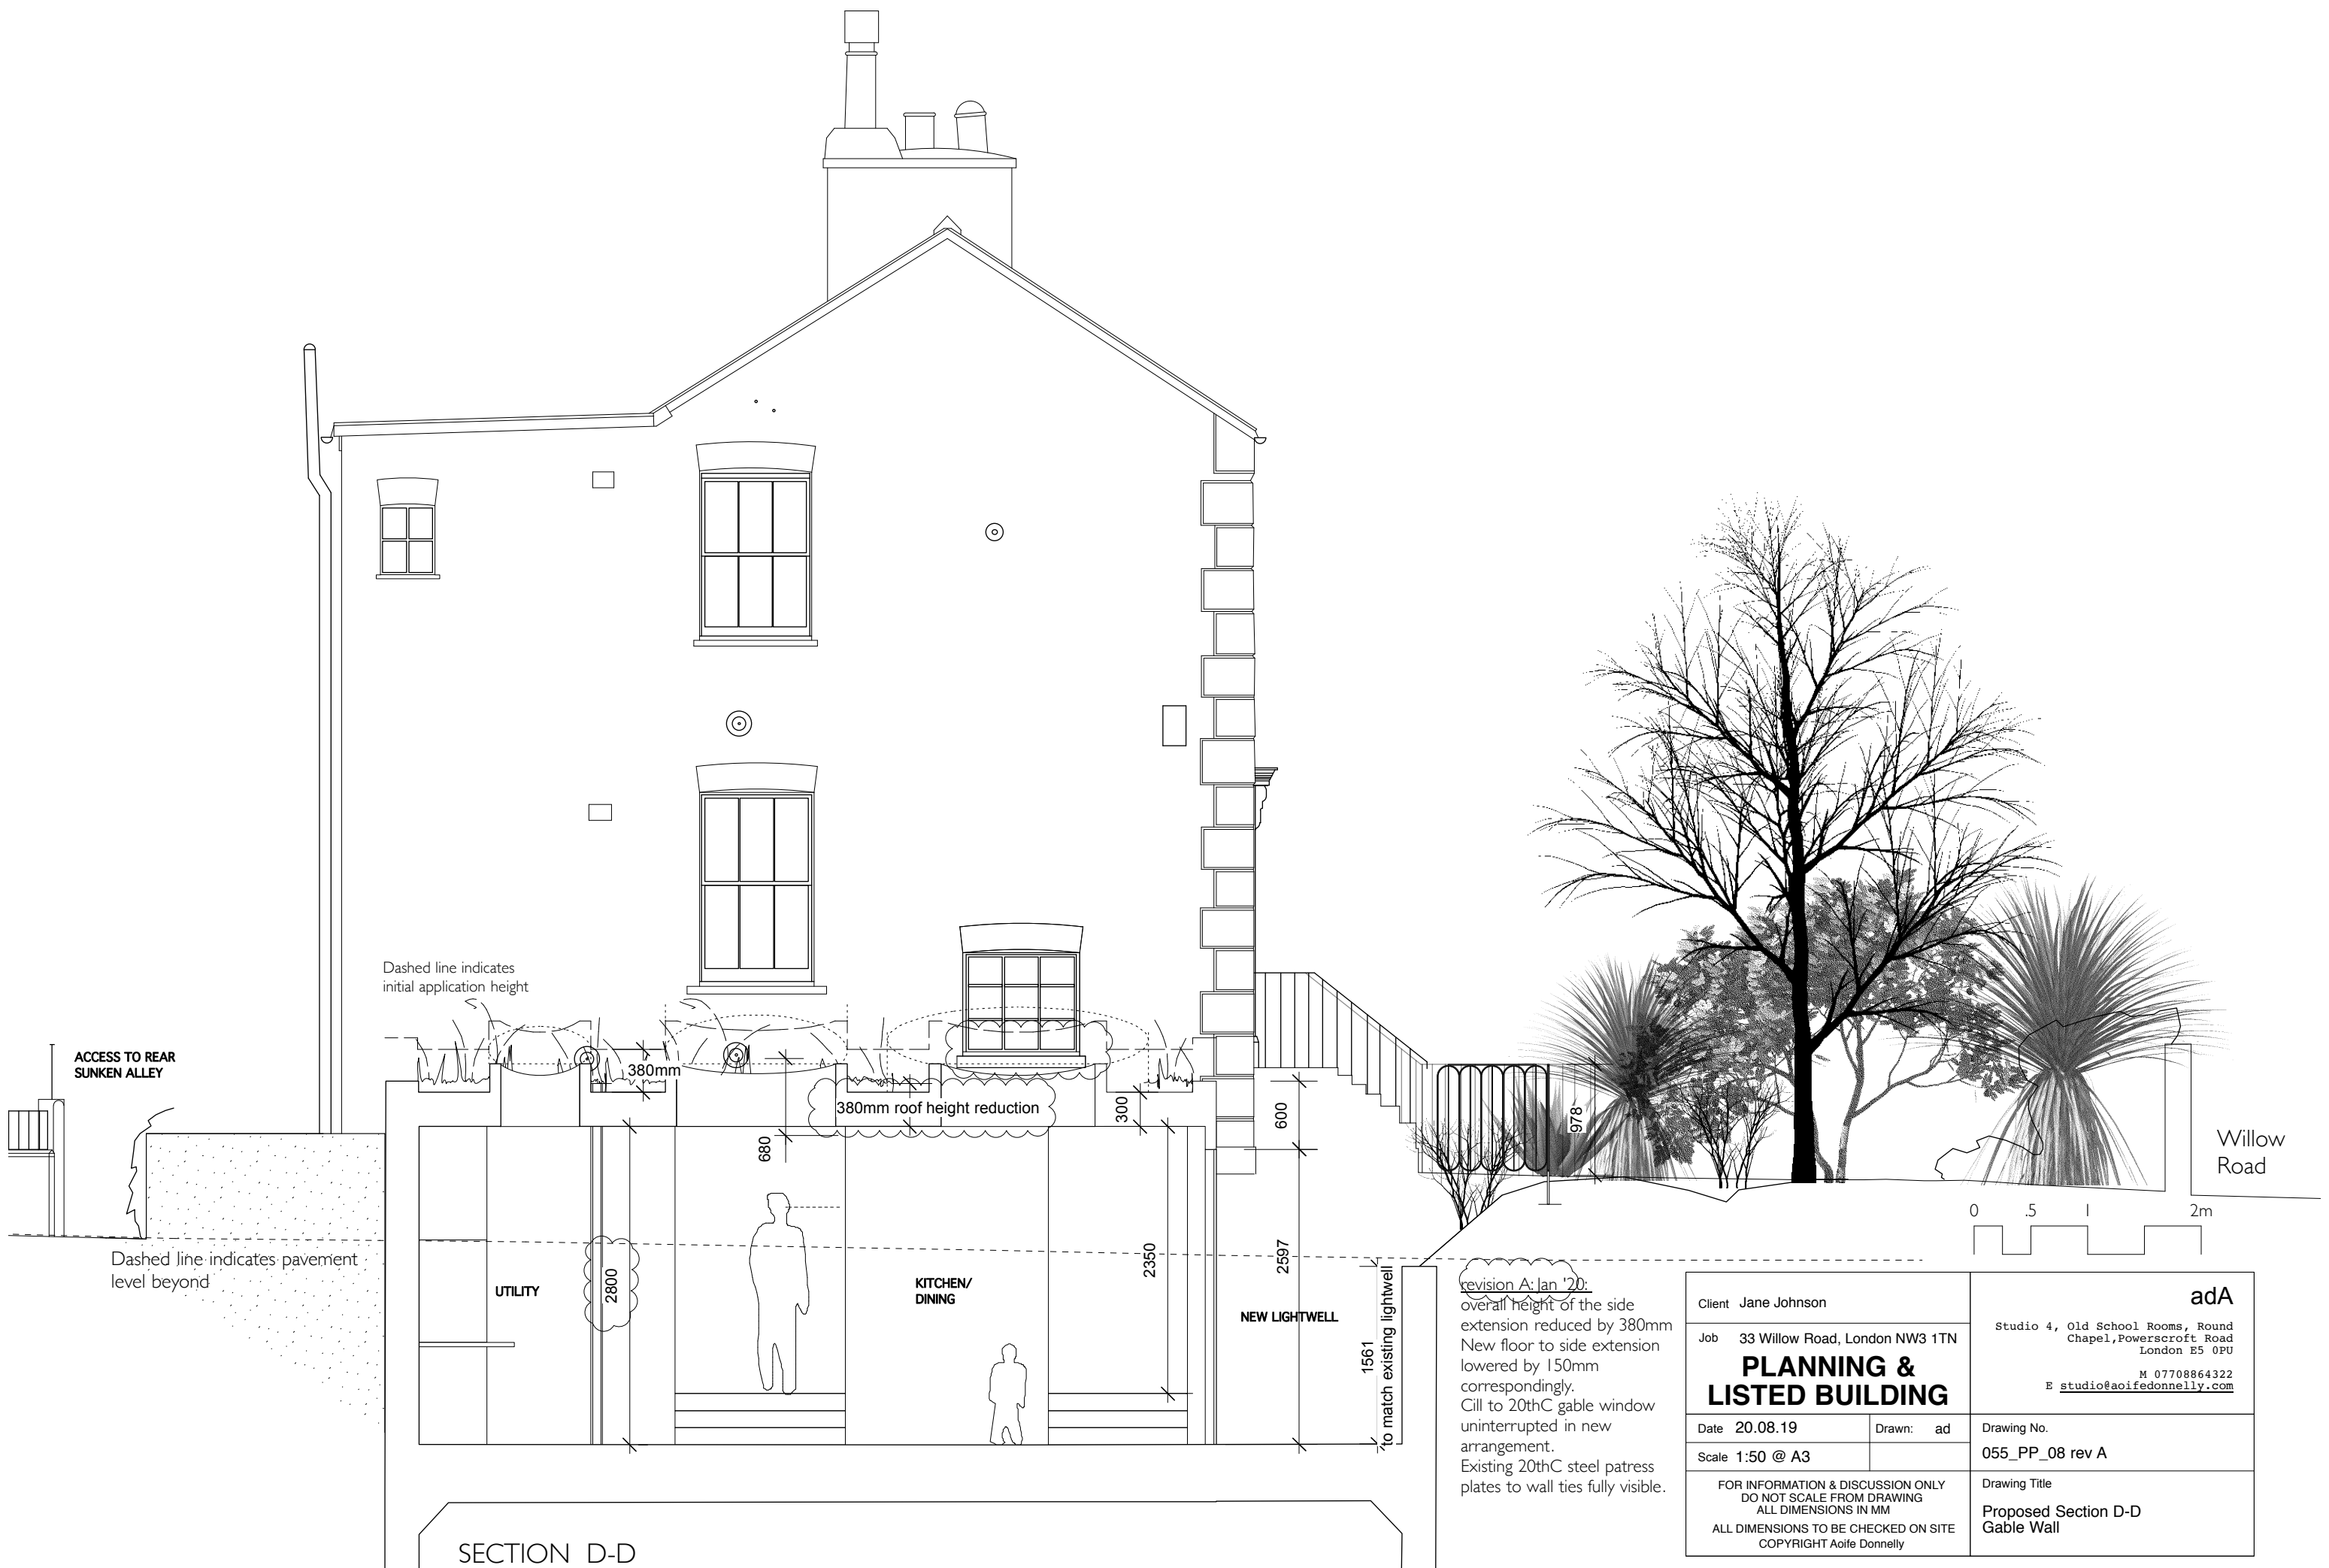 Dashed line indicates
initial application height
ACCESS TO REAR
SUNKEN ALLEY
380mm
380mm roof height reduction
680
300
600
978
Willow
Road
0 .5 1 2m
Dashed line indicates pavement
level beyond
UTILITY
2800
KITCHEN/
DINING
2350
2597
NEW LIGHTWELL
1561
to match existing lightwell
revision A: Jan '20:
overall height of the side
extension reduced by 380mm
New floor to side extension
lowered by 150mm
correspondingly.
Cill to 20thC gable window
uninterrupted in new
arrangement.
Existing 20thC steel patress
plates to wall ties fully visible.
SECTION D-D
Client Jane Johnson
Job 33 Willow Road, London NW3 1TN
PLANNING &
LISTED BUILDING
Date 20.08.19 Drawn: ad
Scale 1:50 @ A3
FOR INFORMATION & DISCUSSION ONLY
DO NOT SCALE FROM DRAWING
ALL DIMENSIONS IN MM
ALL DIMENSIONS TO BE CHECKED ON SITE
COPYRIGHT Aoife Donnelly
adA
Studio 4, Old School Rooms, Round
Chapel,Powerscroft Road
London E5 0PU
M 07708864322
E studio@aoifedonnelly.com
Drawing No.
055_PP_08 rev A
Drawing Title
Proposed Section D-D
Gable Wall